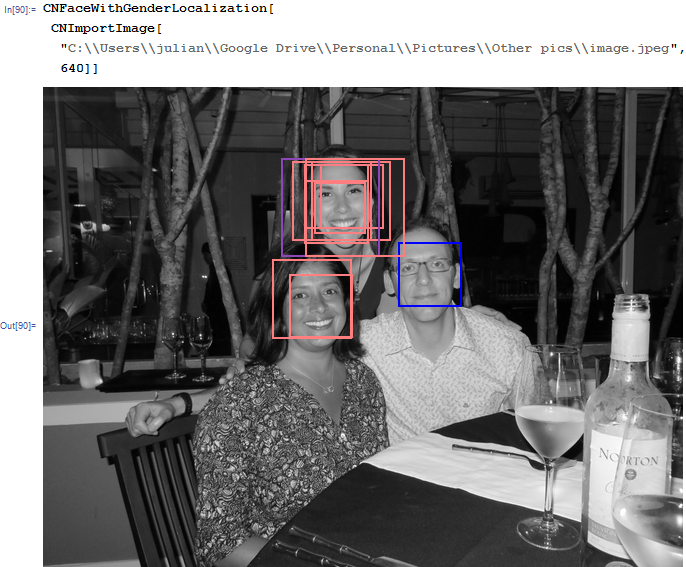 In[90]:= CNFaceWithGenderLocalization[
CNImportImage[
"C:\\Users\\julian\\Google Drive\\Personal\\Pictures\\Other pics\\image.jpeg",
640]]
Out[90]=
NORTON